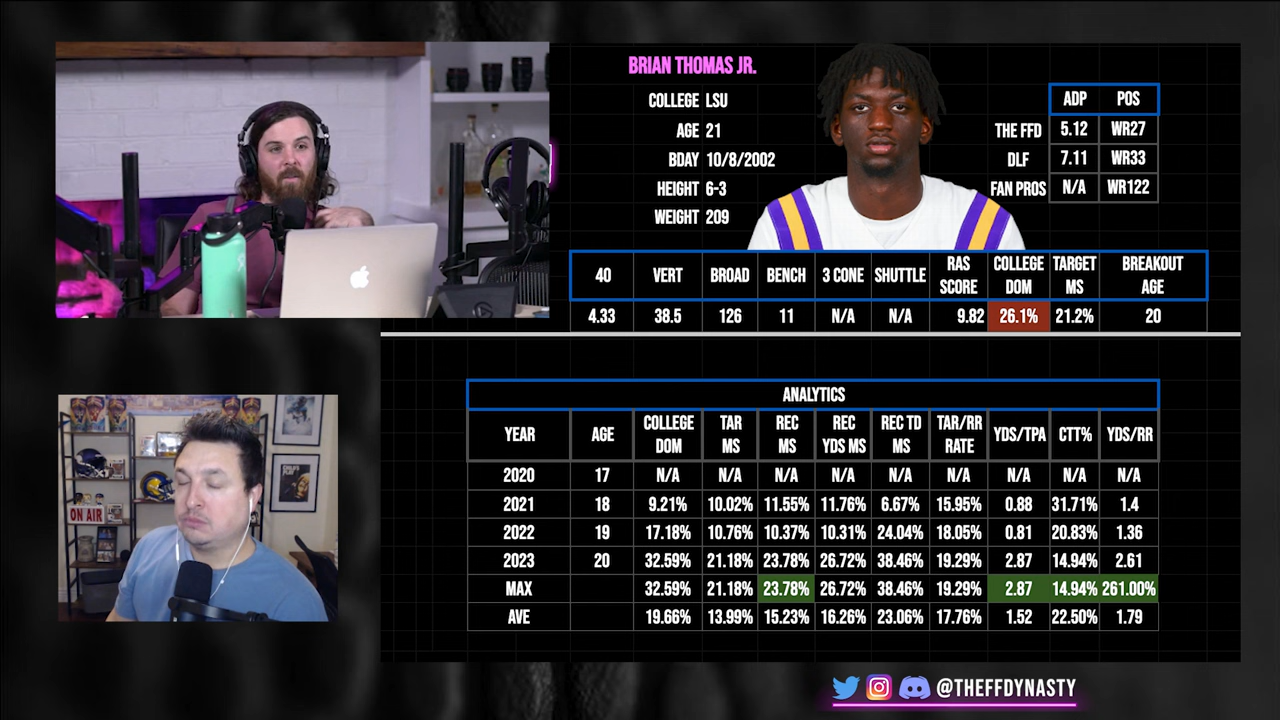 BRIAN THOMAS JR.
COLLEGE LSU
AGE 21
BDAY 10/8/2002
HEIGHT 6-3
WEIGHT 209
ADP POS
THE FFD 5.12 WR27
DLF 7.11 WR33
FAN PROS N/A WR122
40 VERT BROAD BENCH 3 CONE SHUTTLE RAS SCORE COLLEGE DOM TARGET MS BREAKOUT AGE
4.33 38.5 126 11 N/A N/A 9.82 26.1% 21.2% 20
ANALYTICS
YEAR AGE COLLEGE DOM TAR MS REC MS REC YDS MS REC TD MS TAR/RR RATE YDS/TPA CTT% YDS/RR
2020 17 N/A N/A N/A N/A N/A N/A N/A N/A N/A
2021 18 9.21% 10.02% 11.55% 11.76% 6.67% 15.95% 0.88 31.71% 1.4
2022 19 17.18% 10.76% 10.37% 10.31% 24.04% 18.05% 0.81 20.83% 1.36
2023 20 32.59% 21.18% 23.78% 26.72% 38.46% 19.29% 2.87 14.94% 2.61
MAX 32.59% 21.18% 23.78% 26.72% 38.46% 19.29% 2.87 14.94% 261.00%
AVE 19.66% 13.99% 15.23% 16.26% 23.06% 17.76% 1.52 22.50% 1.79
ON AIR
@THEFFDYNASTY